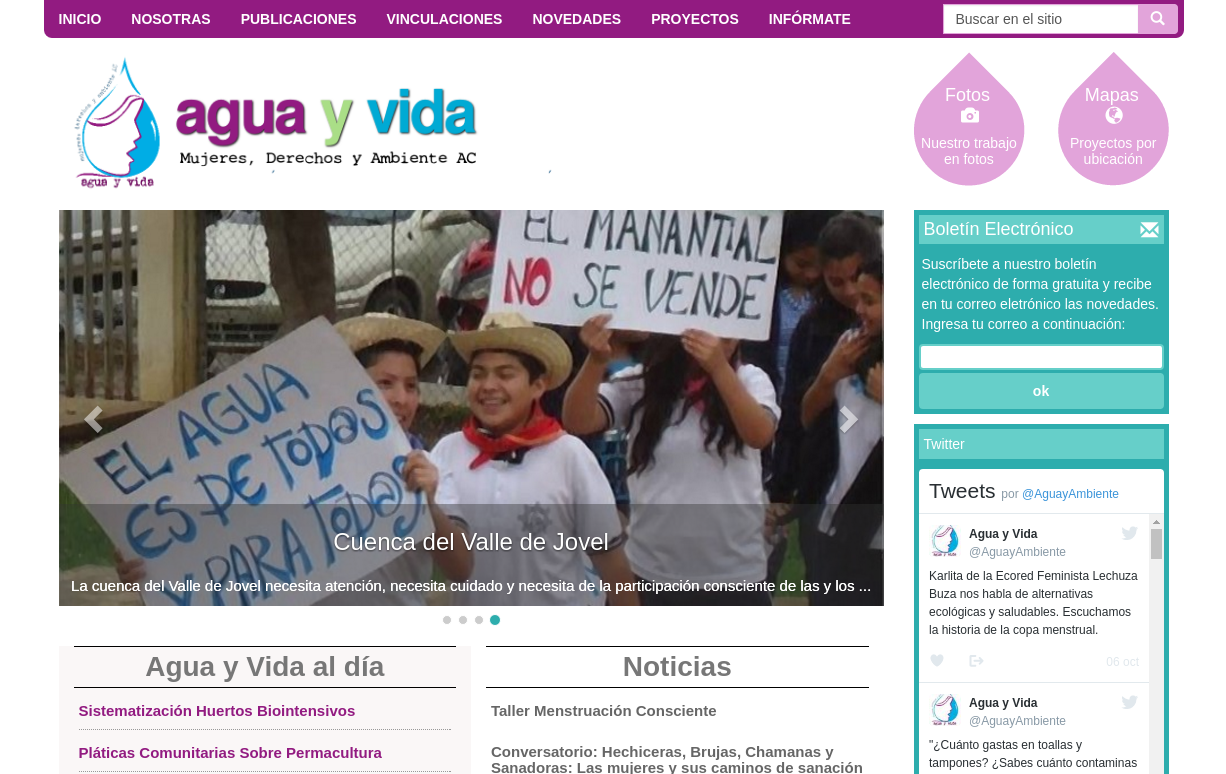 INICIO NOSOTRAS PUBLICACIONES VINCULACIONES NOVEDADES PROYECTOS INFÓRMATE Buscar en el sitio
agua y vida
Mujeres, Derechos y Ambiente AC
agua y vida
Fotos
Nuestro trabajo
en fotos
Mapas
Proyectos por
ubicación
EL MANANTIAL
NO SE VENDE
EL AGUA
ES DE TODAS
PARA TODOS
Cuenca del Valle de Jovel
La cuenca del Valle de Jovel necesita atención, necesita cuidado y necesita de la participación consciente de las y los ...
Agua y Vida al día
Sistematización Huertos Biointensivos
Pláticas Comunitarias Sobre Permacultura
Noticias
Taller Menstruación Consciente
Conversatorio: Hechiceras, Brujas, Chamanas y
Sanadoras: Las mujeres y sus caminos de sanación
Boletín Electrónico
Suscríbete a nuestro boletín
electrónico de forma gratuita y recibe
en tu correo eletrónico las novedades.
Ingresa tu correo a continuación:
ok
Twitter
Tweets por @AguayAmbiente
Agua y Vida
@AguayAmbiente
Karlita de la Ecored Feminista Lechuza
Buza nos habla de alternativas
ecológicas y saludables. Escuchamos
la historia de la copa menstrual.
06 oct
Agua y Vida
@AguayAmbiente
"¿Cuánto gastas en toallas y
tampones? ¿Sabes cuánto contaminas